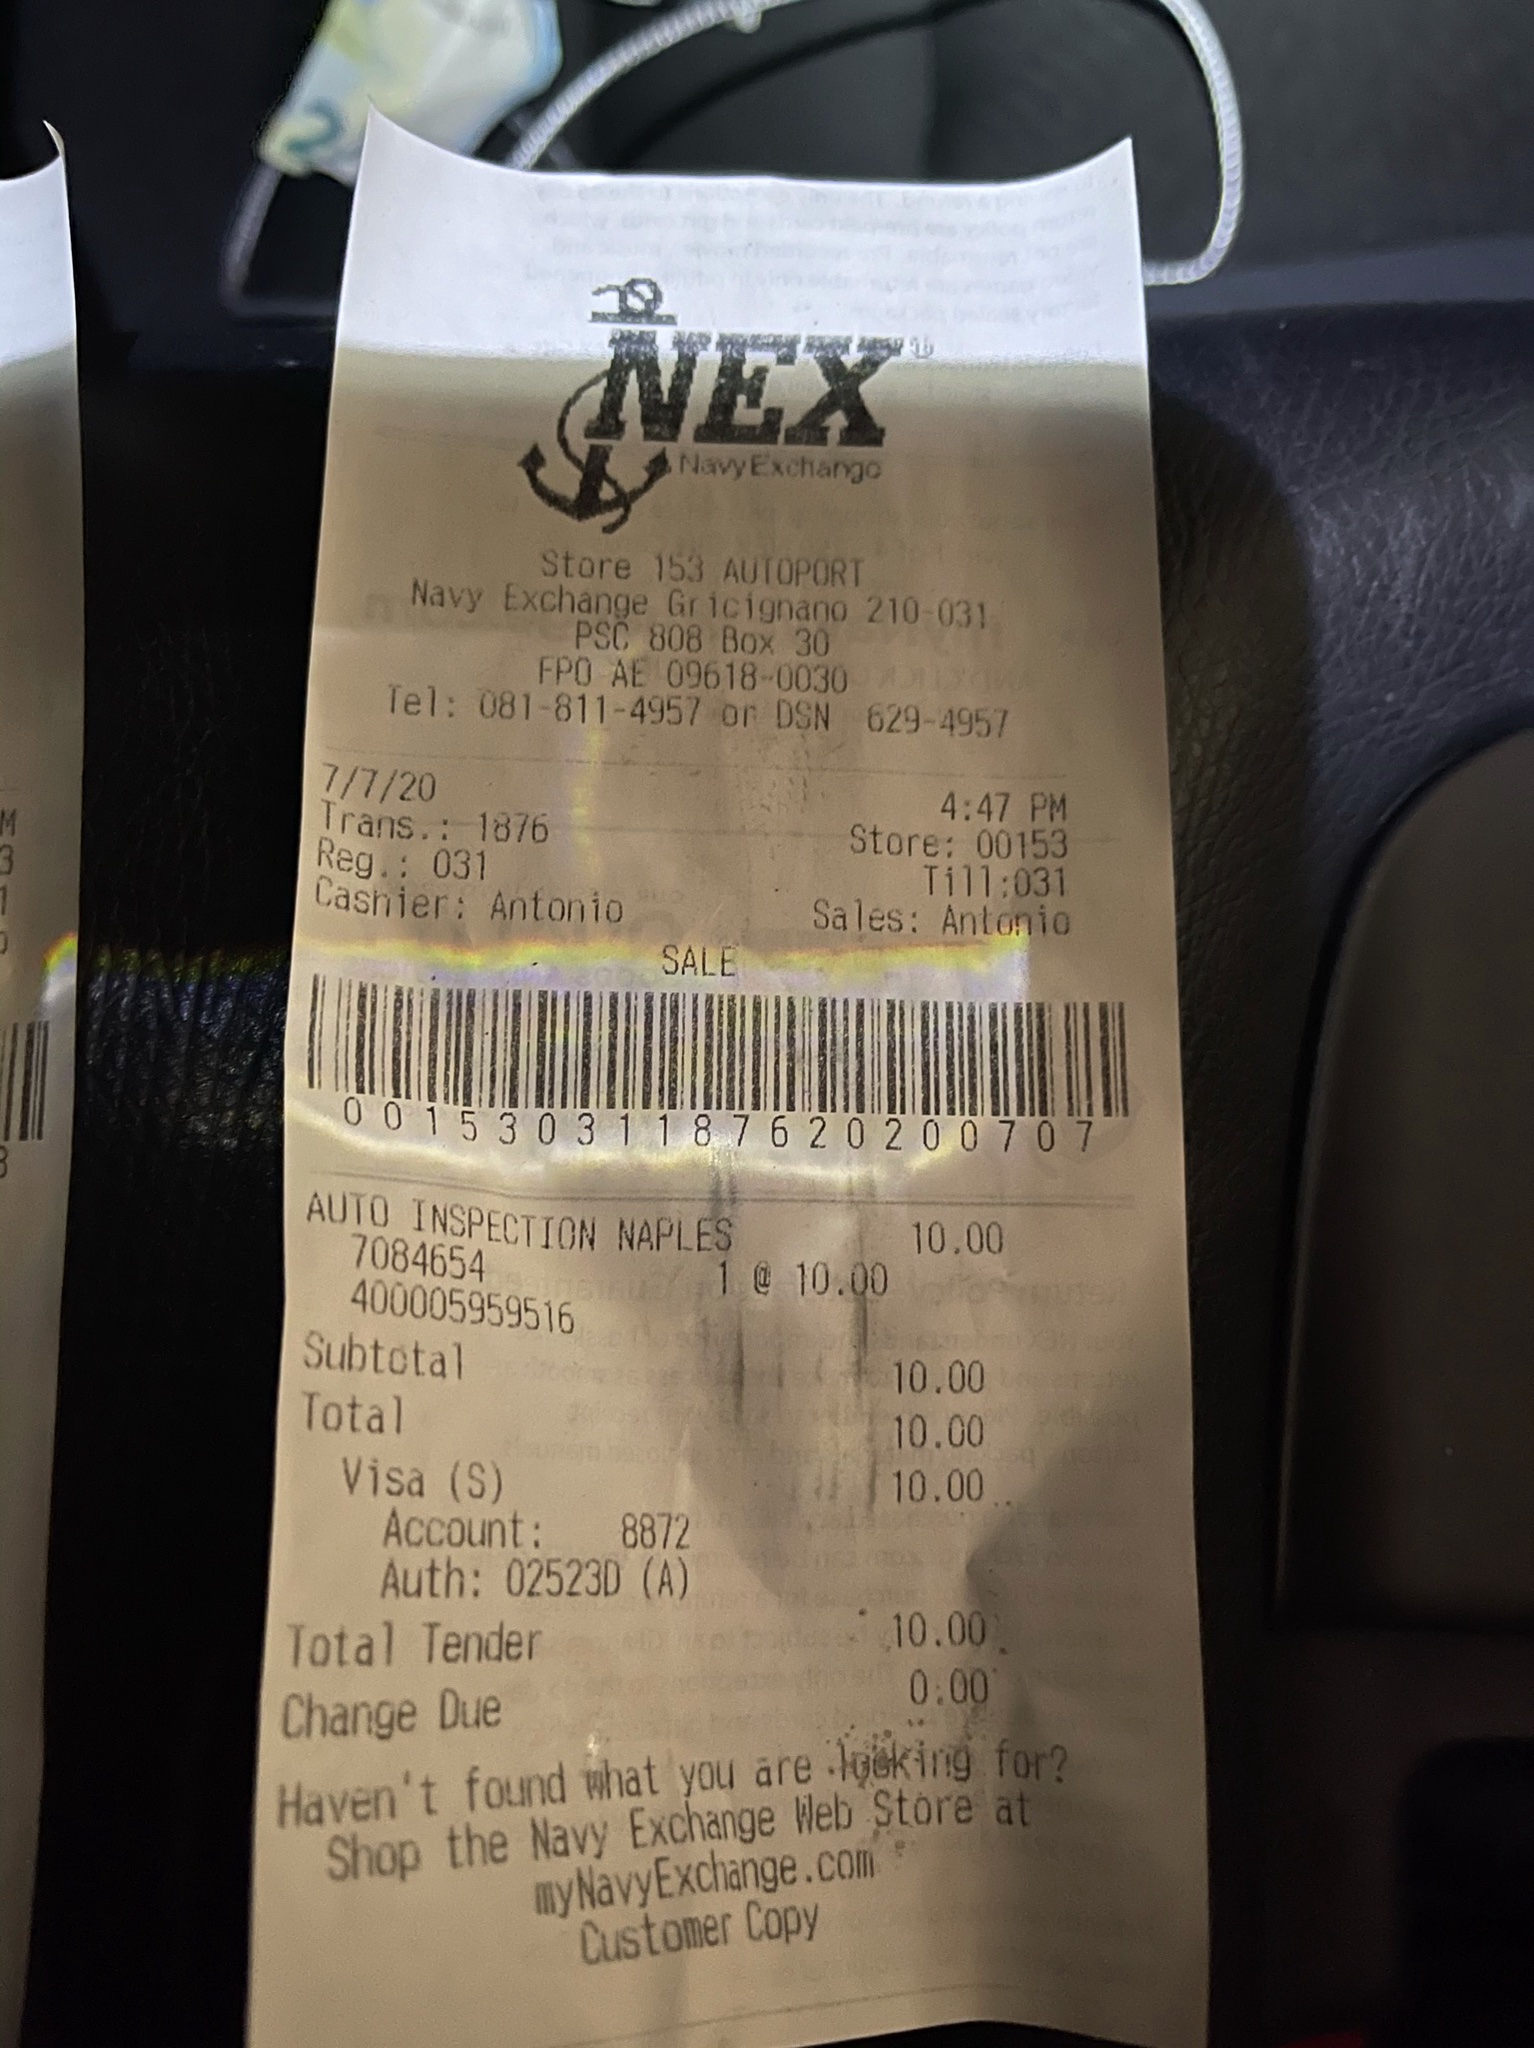 NEX
NavyExchange
Store 153 AUTOPORT
Navy Exchange Gricignano 210-031
PSC 808 Box 30
FPO AE 09618-0030
Tel: 081-811-4957 or DSN 629-4957
7/7/20 4:47 PM
Trans.: 1876 Store: 00153
Reg.: 031 Till:031
Cashier: Antonio Sales: Antonio
SALE
00153031187620200707
AUTO INSPECTION NAPLES 10.00
7084654 1 @ 10.00
400005959516
Subtotal 10.00
Total 10.00
Visa (S) 10.00
Account: 8872
Auth: 02523D (A)
Total Tender 10.00
Change Due 0.00
Haven't found what you are looking for?
Shop the Navy Exchange Web Store at
myNavyExchange.com
Customer Copy